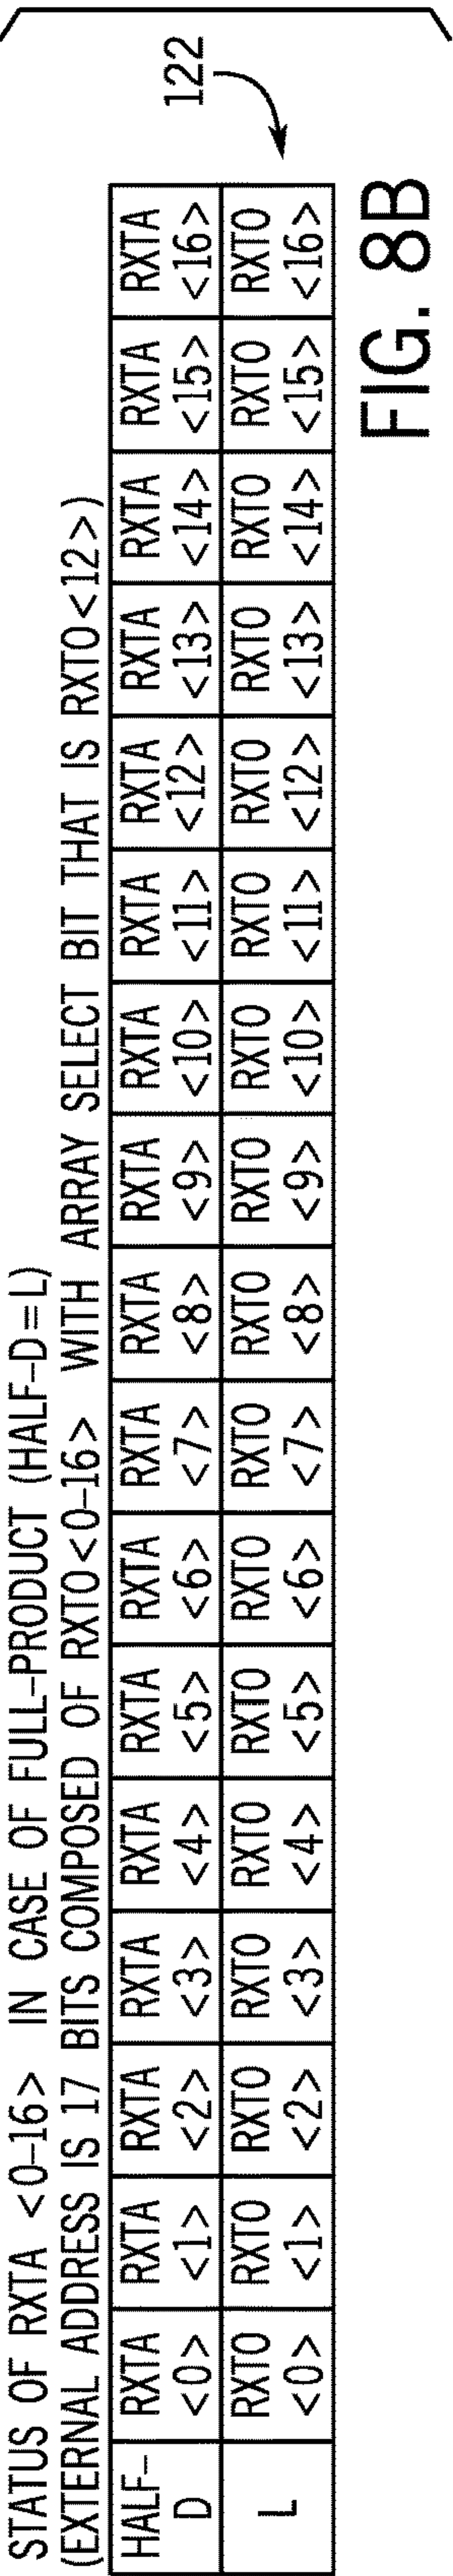 STATUS OF RXTA <0-16> IN CASE OF FULL-PRODUCT (HALF-D=L)
(EXTERNAL ADDRESS IS 17 BITS COMPOSED OF RXTO<0-16> WITH ARRAY SELECT BIT THAT IS RXTO<12>)
HALF- RXTA RXTA RXTA RXTA RXTA RXTA RXTA RXTA RXTA RXTA RXTA RXTA RXTA RXTA RXTA RXTA RXTA
D <0> <1> <2> <3> <4> <5> <6> <7> <8> <9> <10> <11> <12> <13> <14> <15> <16>
L RXTO RXTO RXTO RXTO RXTO RXTO RXTO RXTO RXTO RXTO RXTO RXTO RXTO RXTO RXTO RXTO RXTO
<0> <1> <2> <3> <4> <5> <6> <7> <8> <9> <10> <11> <12> <13> <14> <15> <16>
122
FIG. 8B